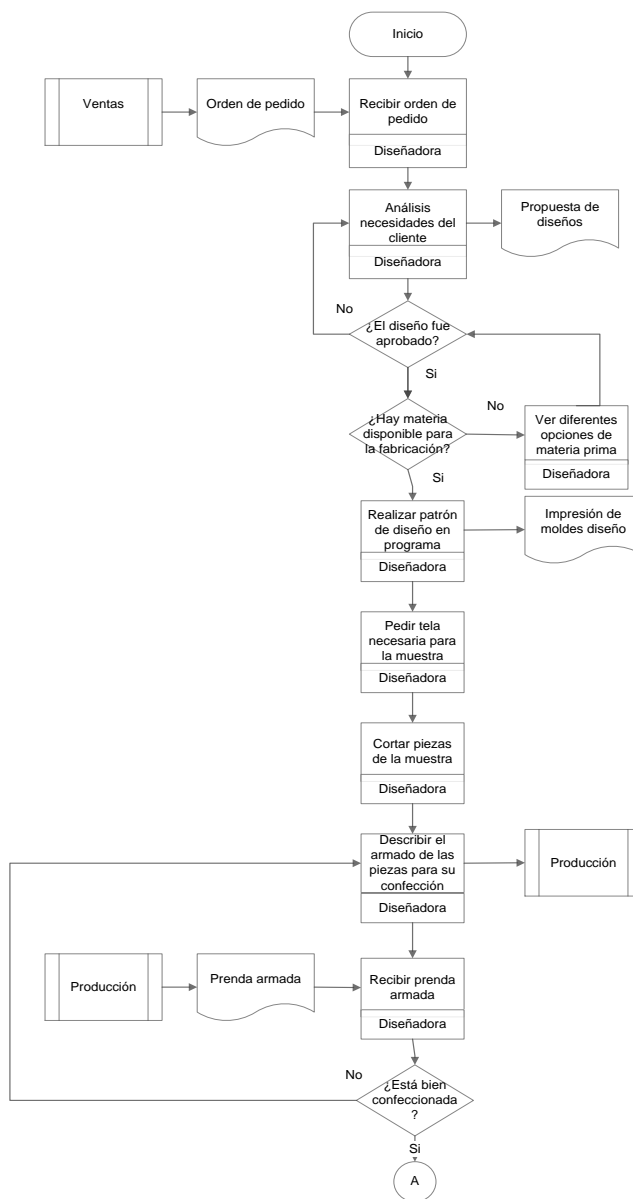 Inicio
Ventas
Orden de pedido
Recibir orden de
pedido
Diseñadora
Análisis
necesidades del
cliente
Diseñadora
Propuesta de
diseños
No
¿El diseño fue
aprobado?
Si
¿Hay materia
disponible para
la fabricación?
No
Ver diferentes
opciones de
materia prima
Diseñadora
Si
Realizar patrón
de diseño en
programa
Diseñadora
Impresión de
moldes diseño
Pedir tela
necesaria para
la muestra
Diseñadora
Cortar piezas
de la muestra
Diseñadora
Describir el
armado de las
piezas para su
confección
Diseñadora
Producción
Producción
Prenda armada
Recibir prenda
armada
Diseñadora
No
¿Está bien
confeccionada
?
Si
A